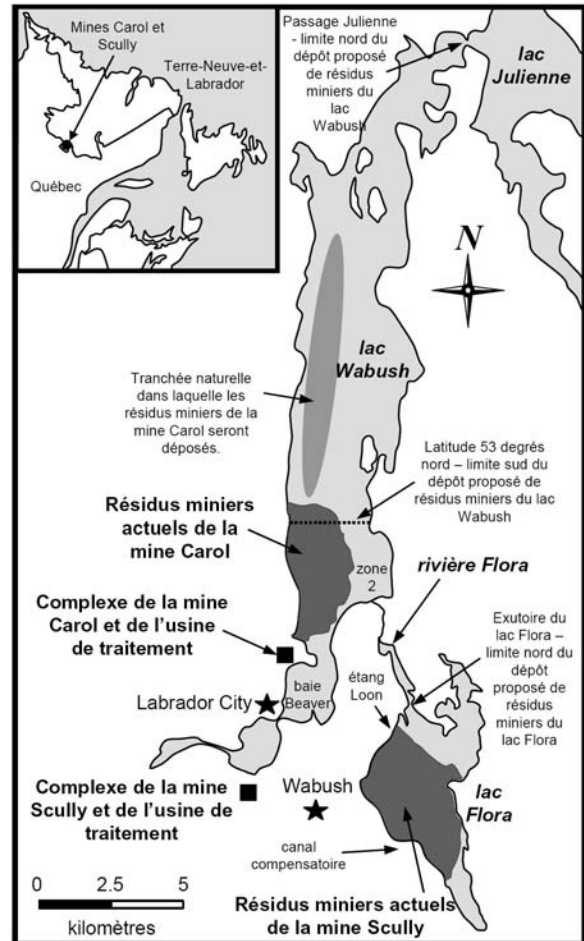 Mines Carol et
Scully
Terre-Neuve-et-
Labrador
Québec
Passage Julienne
- limite nord du
dépôt proposé
de résidus
miniers du
lac
Wabush
lac
Julienne
N
lac
Wabush
Tranchée naturelle
dans laquelle les
résidus miniers de la
mine Carol seront
déposés.
Latitude 53 degrés
nord – limite sud du
dépôt proposé de
résidus miniers du lac
Wabush
Résidus miniers
actuels de la
mine Carol
zone
2
rivière Flora
Complexe de la mine
Carol et de l'usine
de traitement
Exutoire du
lac Flora –
limite nord du
dépôt
proposé de
résidus
miniers du
lac Flora
étang
Loon
baie
Beaver
Labrador City
Complexe de la mine
Scully et de l'usine de
traitement
Wabush
lac
Flora
canal
compensatoire
Résidus miniers actuels
de la mine Scully
0 2.5 5
kilomètres